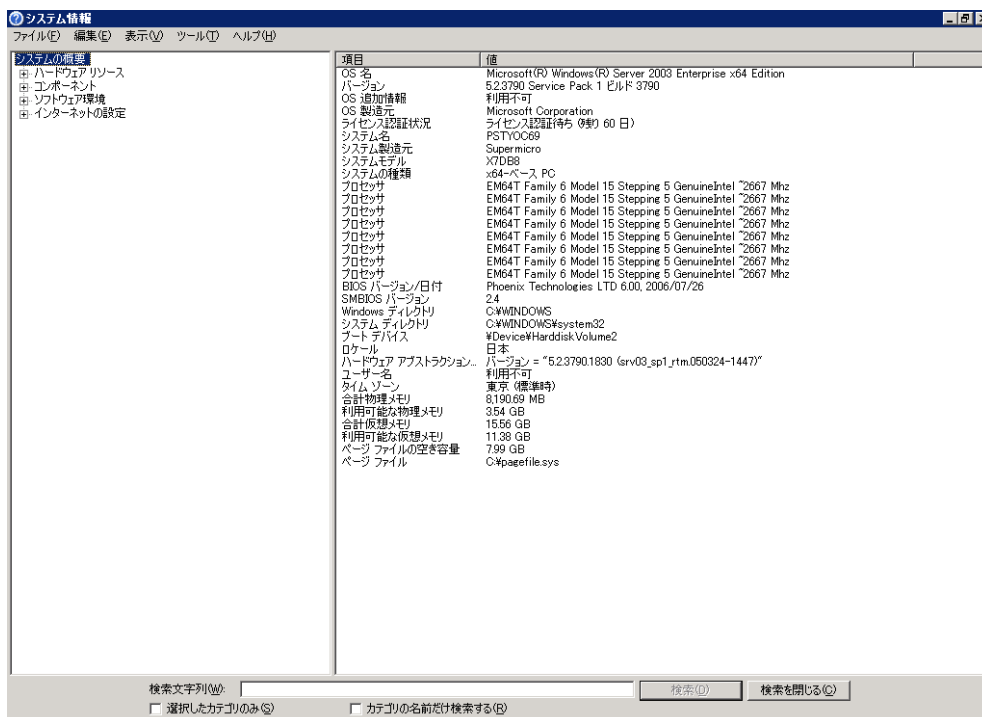 システム情報
ファイル(F) 編集(E) 表示(V) ツール(T) ヘルプ(H)
システムの概要
ハードウェア リソース
コンポーネント
ソフトウェア環境
インターネットの設定
項目 値
OS 名 Microsoft(R) Windows(R) Server 2003 Enterprise x64 Edition
バージョン 5.2.3790 Service Pack 1 ビルド 3790
OS 追加情報 利用不可
OS 製造元 Microsoft Corporation
ライセンス認証状況 ライセンス認証待ち (残り 60 日)
システム名 PSTYOC69
システム製造元 Supermicro
システムモデル X7DB8
システムの種類 x64-ベース PC
プロセッサ EM64T Family 6 Model 15 Stepping 5 GenuineIntel ~2667 Mhz
プロセッサ EM64T Family 6 Model 15 Stepping 5 GenuineIntel ~2667 Mhz
プロセッサ EM64T Family 6 Model 15 Stepping 5 GenuineIntel ~2667 Mhz
プロセッサ EM64T Family 6 Model 15 Stepping 5 GenuineIntel ~2667 Mhz
プロセッサ EM64T Family 6 Model 15 Stepping 5 GenuineIntel ~2667 Mhz
プロセッサ EM64T Family 6 Model 15 Stepping 5 GenuineIntel ~2667 Mhz
プロセッサ EM64T Family 6 Model 15 Stepping 5 GenuineIntel ~2667 Mhz
プロセッサ EM64T Family 6 Model 15 Stepping 5 GenuineIntel ~2667 Mhz
BIOS バージョン/日付 Phoenix Technologies LTD 6.00, 2006/07/26
SMBIOS バージョン 2.4
Windows ディレクトリ C:¥WINDOWS
システム ディレクトリ C:¥WINDOWS¥system32
ブート デバイス ¥Device¥HarddiskVolume2
ロケール 日本
ハードウェア アブストラクション... バージョン = "5.2.3790.1830 (srv03_sp1_rtm.050324-1447)"
ユーザー名 利用不可
タイム ゾーン 東京 (標準時)
合計物理メモリ 8,190.69 MB
利用可能な物理メモリ 3.54 GB
合計仮想メモリ 15.56 GB
利用可能な仮想メモリ 11.38 GB
ページ ファイルの空き容量 7.99 GB
ページ ファイル C:¥pagefile.sys
検索文字列(W): 検索(D) 検索を閉じる(C)
選択したカテゴリのみ(S) カテゴリの名前だけ検索する(R)